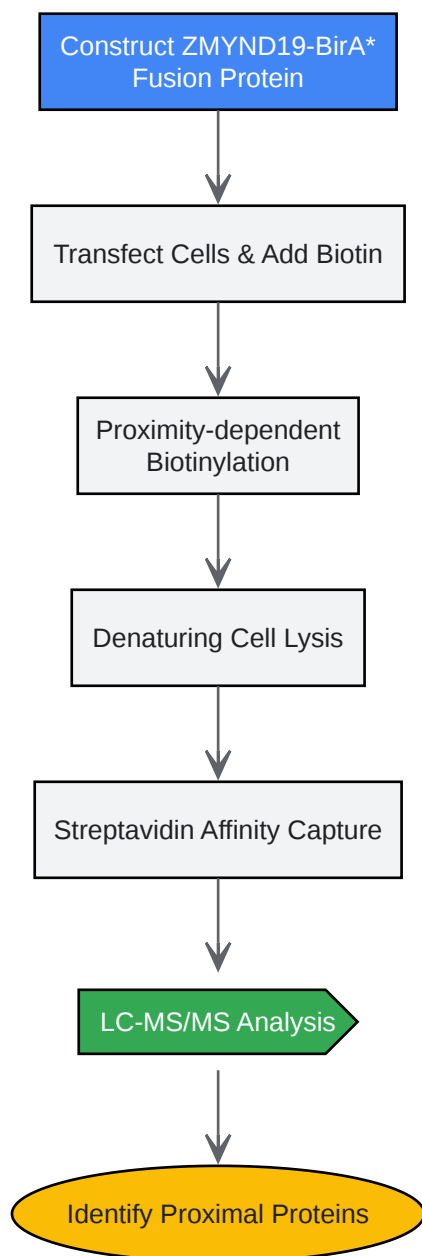 Construct ZMYND19-BirA*
Fusion Protein
Transfect Cells & Add Biotin
Proximity-dependent
Biotinylation
Denaturing Cell Lysis
Streptavidin Affinity Capture
LC-MS/MS Analysis
Identify Proximal Proteins